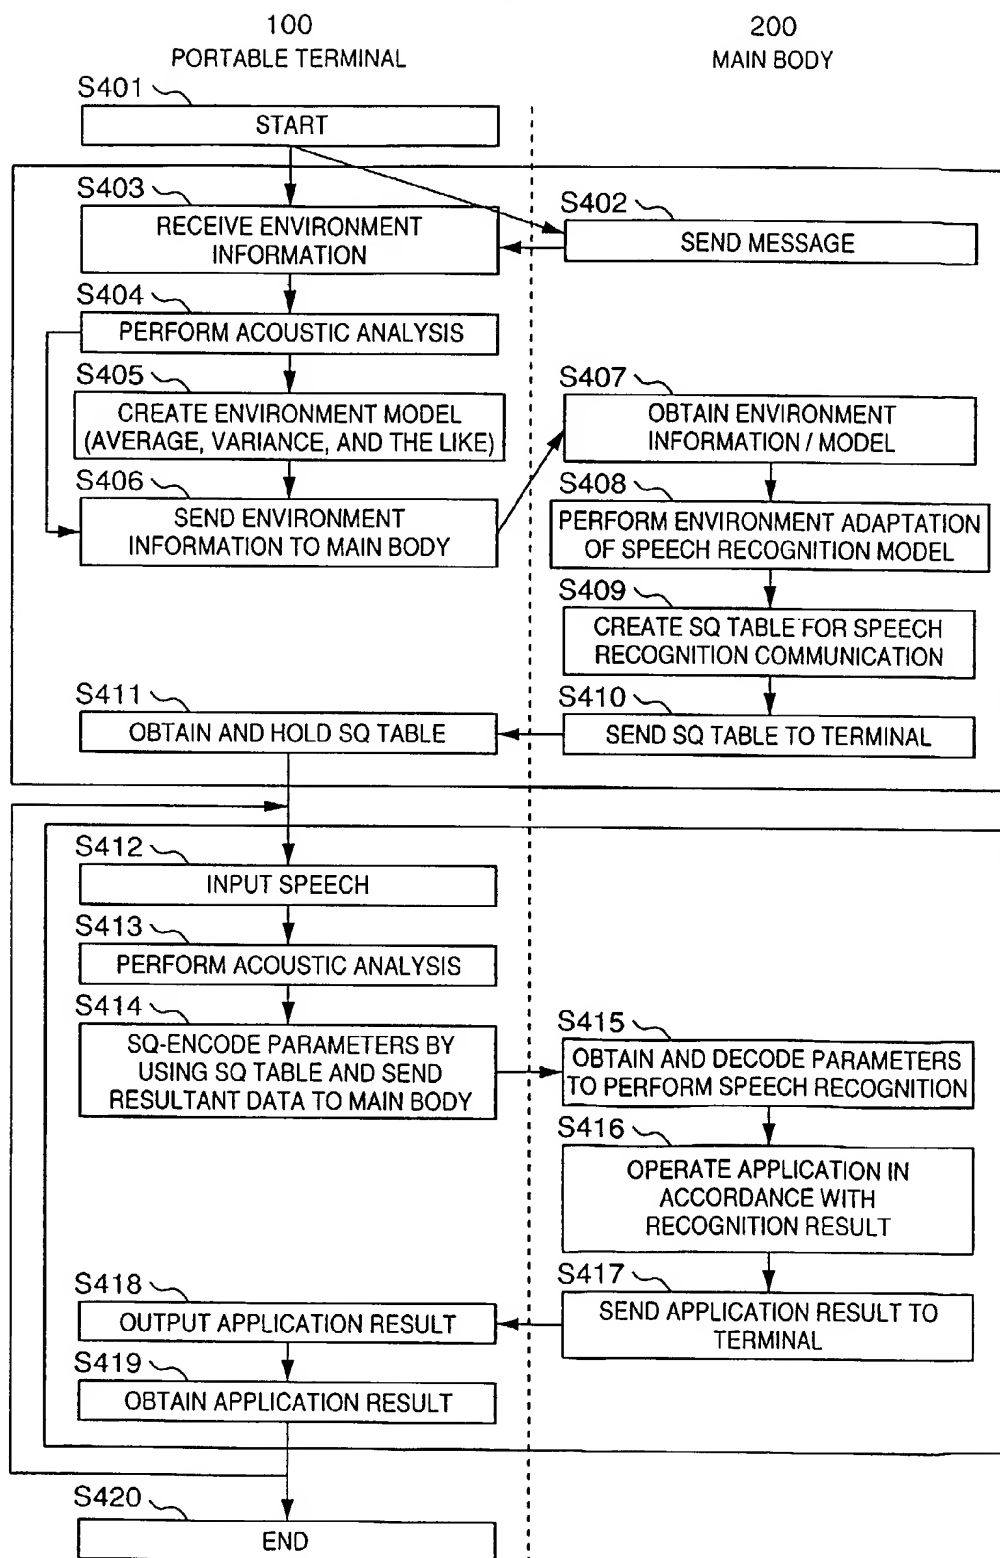 100
PORTABLE TERMINAL
200
MAIN BODY
S401
START
S403
RECEIVE ENVIRONMENT
INFORMATION
S402
SEND MESSAGE
S404
PERFORM ACOUSTIC ANALYSIS
S405
CREATE ENVIRONMENT MODEL
(AVERAGE, VARIANCE, AND THE LIKE)
S406
SEND ENVIRONMENT
INFORMATION TO MAIN BODY
S407
OBTAIN ENVIRONMENT
INFORMATION / MODEL
S408
PERFORM ENVIRONMENT ADAPTATION
OF SPEECH RECOGNITION MODEL
S409
CREATE SQ TABLE FOR SPEECH
RECOGNITION COMMUNICATION
S411
OBTAIN AND HOLD SQ TABLE
S410
SEND SQ TABLE TO TERMINAL
S412
INPUT SPEECH
S413
PERFORM ACOUSTIC ANALYSIS
S414
SQ-ENCODE PARAMETERS BY
USING SQ TABLE AND SEND
RESULTANT DATA TO MAIN BODY
S415
OBTAIN AND DECODE PARAMETERS
TO PERFORM SPEECH RECOGNITION
S416
OPERATE APPLICATION IN
ACCORDANCE WITH
RECOGNITION RESULT
S418
OUTPUT APPLICATION RESULT
S417
SEND APPLICATION RESULT TO
TERMINAL
S419
OBTAIN APPLICATION RESULT
S420
END